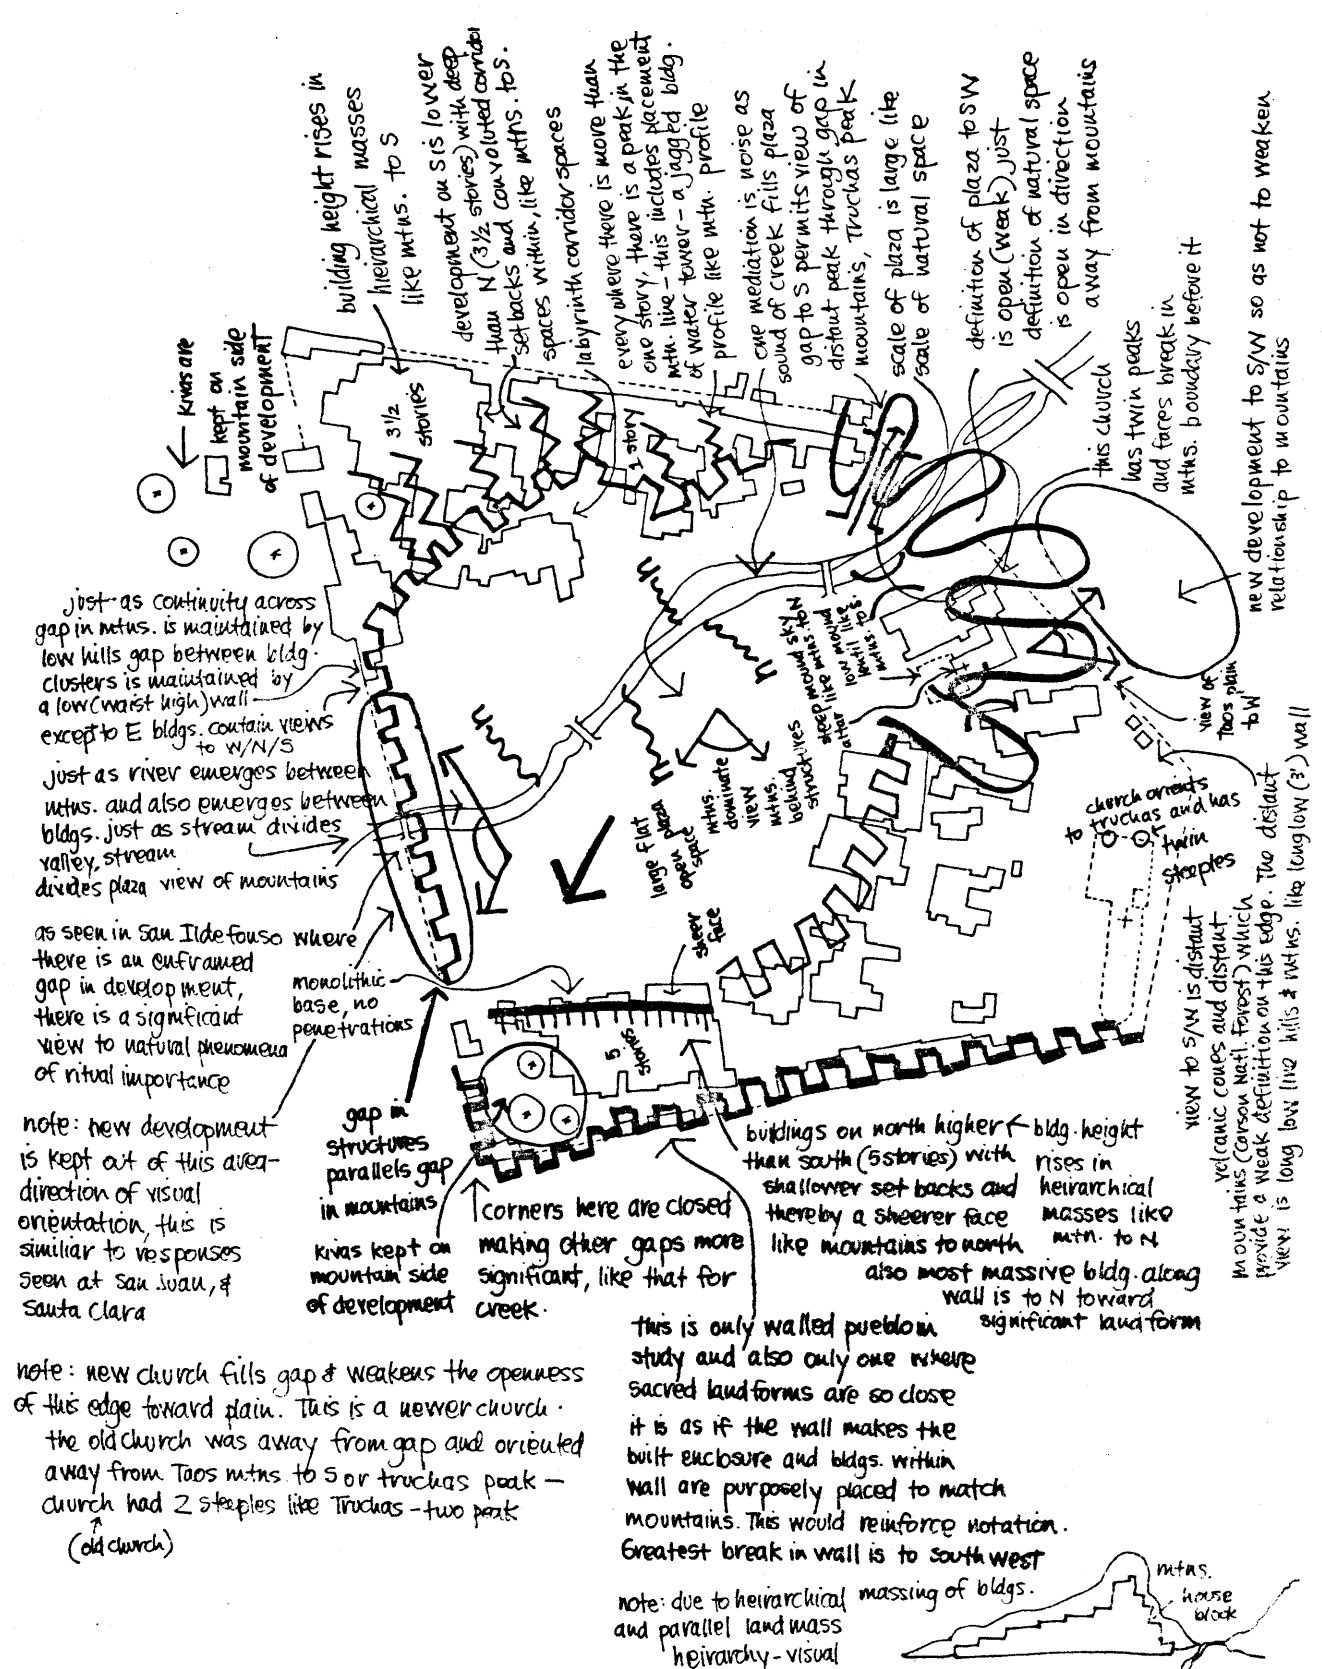 building height rises in
hierarchical masses
like mtns. to S
development on S is lower
than N (3 1/2 stories) with deep
set backs and convoluted corridor
spaces within, like mtns. to S.
labyrinth corridor spaces
everywhere there is more than
one story, there is a peak, in the
mtn. line - this includes placement
of water tower - a jagged bldg.
profile like mtn. profile
one mediation is noise as
sound of creek fills plaza
gap to S permits view of
distant peak through gap in
mountains, Truchas peak
scale of plaza is large like
scale of natural space
definition of plaza to SW
is open (weak) just
definition of natural space
is open in direction
away from mountains
this church
has twin peaks
and faces break in
mtns. boundry before it
new development to S/W so as not to weaken
relationship to mountains
← kivas are
kept on
mountain side
of development
3 1/2
stories
1 story
just as continuity across
gap in mtns. is maintained by
low hills gap between bldg.
clusters is maintained by
a low (waist high) wall
except to E bldgs. contain views
to W/N/S
just as river emerges between
mtns. and also emerges between
bldgs. just as stream divides
valley, stream
divides plaza view of mountains
steep mound sky
altar like mtns. to N
low mound
lentil like
mtns. to S.
view of
Taos plain
to W
mtns.
dominate
view
mtns.
behind
structures
large flat
open plaza
space
sheer
face
church orients
to truchas and has
twin
steeples
as seen in San Ildefonso where
there is an enframed
gap in development,
there is a significant
view to natural phenomena
of ritual importance
monolithic
base, no
penetrations
5
stories
view to S/W is distant
volcanic cones and distant
mountains (Carson Natl. Forest) which
provide a weak definition on this edge. The distant
view is long low like hills & mtns. like long low (3') wall
note: new development
is kept out of this area-
direction of visual
orientation, this is
similiar to responses
seen at San Juan, &
Santa Clara
gap in
structures
parallels gap
in mountains
kivas kept on
mountain side
of development
corners here are closed
making other gaps more
significant, like that for
creek.
buildings on north higher
than south (5 stories) with
shallower set backs and
thereby a sheerer face
like mountains to north
bldg. height
rises in
heirarchical
masses like
mtn. to N
also most massive bldg. along
wall is to N toward
significant landform
this is only walled pueblo in
study and also only one where
sacred landforms are so close
it is as if the wall makes the
built enclosure and bldgs. within
wall are purposely placed to match
mountains. This would reinforce notation.
Greatest break in wall is to southwest
note: due to heirarchical massing of bldgs.
and parallel land mass
heirarchy - visual
note: new church fills gap & weakens the openness
of this edge toward plain. This is a newer church.
the old church was away from gap and oriented
away from Taos mtns to S or truchas peak —
church had 2 steeples like Truchas - two peak
(old church)
mtns.
house
block